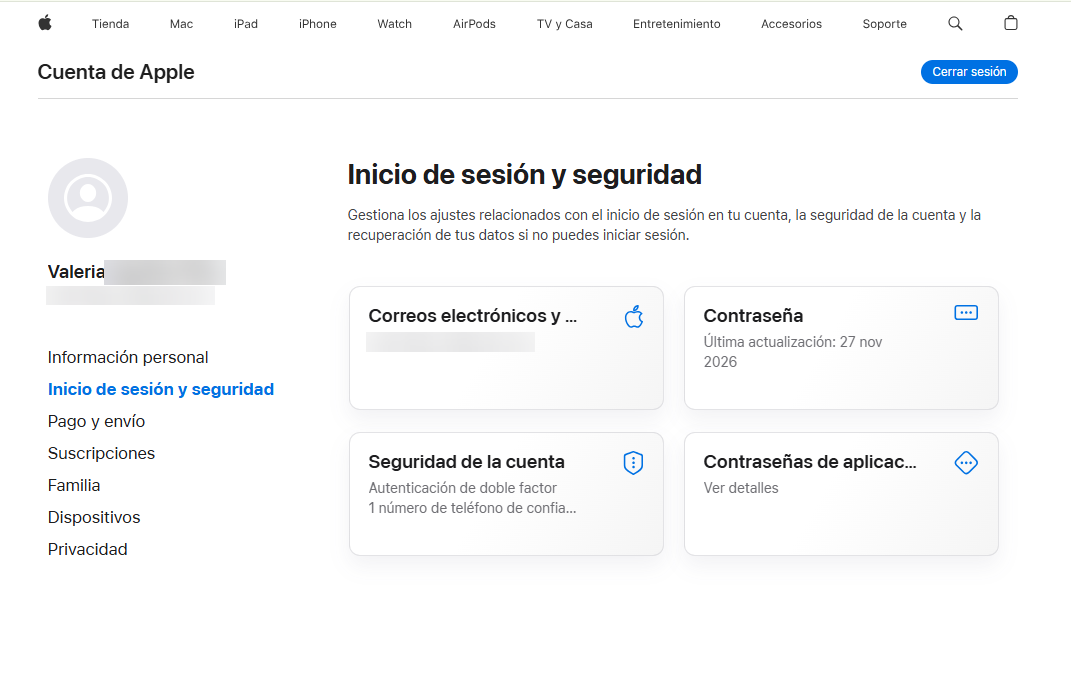 Tienda Mac iPad iPhone Watch AirPods TV y Casa Entretenimiento Accesorios Soporte
Cuenta de Apple
Cerrar sesión
Valeria
Información personal
Inicio de sesión y seguridad
Pago y envío
Suscripciones
Familia
Dispositivos
Privacidad
Inicio de sesión y seguridad
Gestiona los ajustes relacionados con el inicio de sesión en tu cuenta, la seguridad de la cuenta y la
recuperación de tus datos si no puedes iniciar sesión.
Correos electrónicos y ...
Contraseña
Última actualización: 27 nov
2026
Seguridad de la cuenta
Autenticación de doble factor
1 número de teléfono de confia...
Contraseñas de aplicac...
Ver detalles